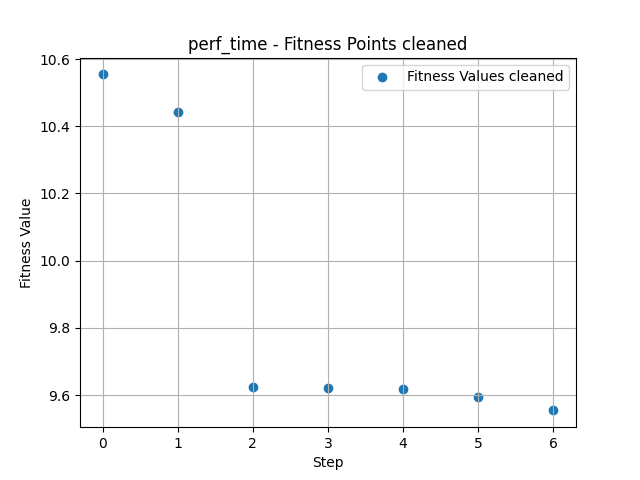 perf_time - Fitness Points cleaned
Fitness Values cleaned
Fitness Value
10.6
10.4
10.2
10.0
9.8
9.6
0 1 2 3 4 5 6
Step